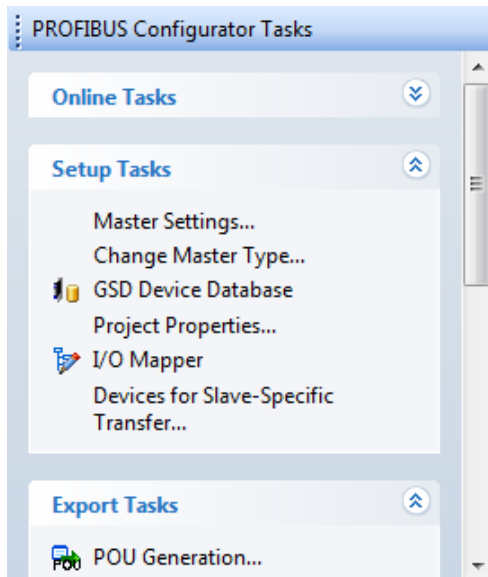 PROFIBUS Configurator Tasks
Online Tasks
Setup Tasks
Master Settings...
Change Master Type...
GSD Device Database
Project Properties...
I/O Mapper
Devices for Slave-Specific
Transfer...
Export Tasks
POU
POU Generation...